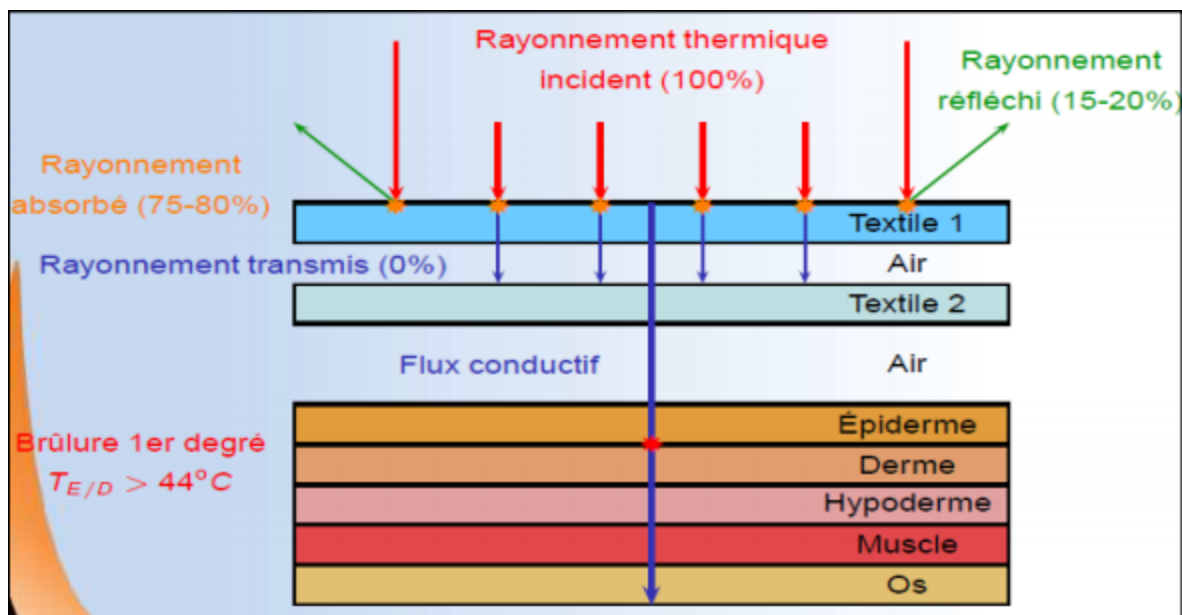 Rayonnement thermique
incident (100%)
Rayonnement
réfléchi (15-20%)
Rayonnement
absorbé (75-80%)
Textile 1
Rayonnement transmis (0%)
Air
Textile 2
Flux conductif
Air
Épiderme
Brûlure 1er degré
T_{E/D} > 44°C
Derme
Hypoderme
Muscle
Os